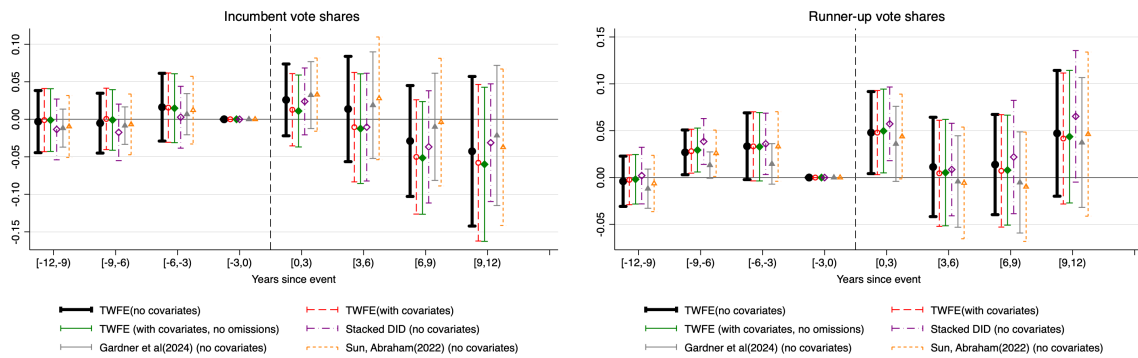 Incumbent vote shares
0.10
0.05
0.00
-0.05
-0.10
-0.15
[-12,-9) [-9,-6) [-6,-3) [-3,0) [0,3) [3,6) [6,9) [9,12)
Years since event
TWFE(no covariates) TWFE(with covariates)
TWFE (with covariates, no omissions) Stacked DID (no covariates)
Gardner et al(2024) (no covariates) Sun, Abraham(2022) (no covariates)
Runner-up vote shares
0.15
0.10
0.05
0.00
-0.05
[-12,-9) [-9,-6) [-6,-3) [-3,0) [0,3) [3,6) [6,9) [9,12)
Years since event
TWFE(no covariates) TWFE(with covariates)
TWFE (with covariates, no omissions) Stacked DID (no covariates)
Gardner et al(2024) (no covariates) Sun, Abraham(2022) (no covariates)